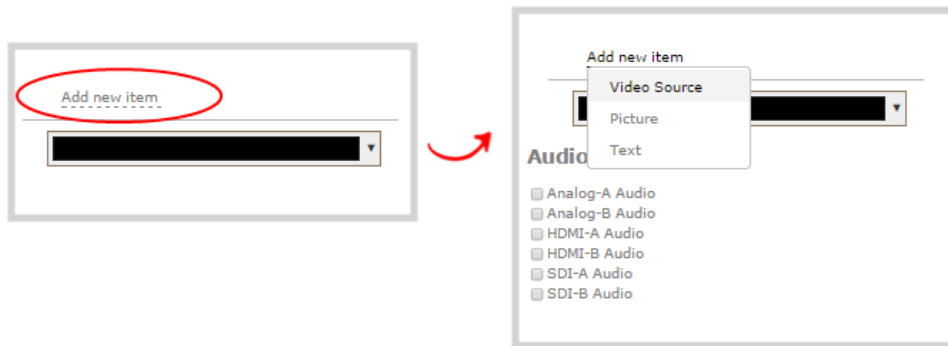 Add new item
Add new item
Video Source
Picture
Text
Audio
Analog-A Audio
Analog-B Audio
HDMI-A Audio
HDMI-B Audio
SDI-A Audio
SDI-B Audio